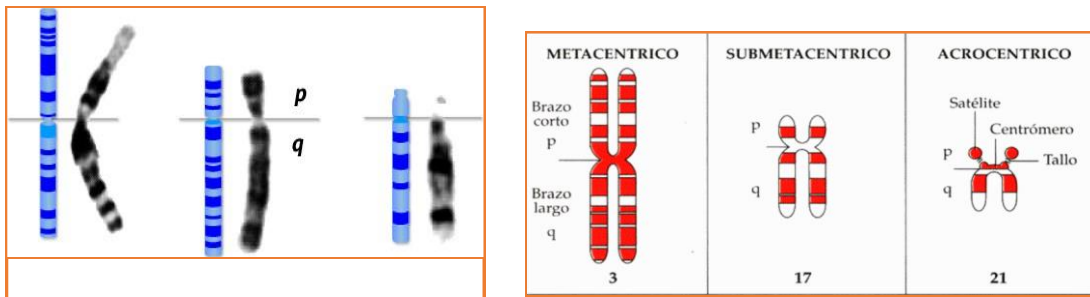 p
q
METACENTRICO
SUBMETACENTRICO
ACROCENTRICO
Brazo
corto
p
Brazo
largo
q
3
p
q
17
Satélite
Centrómero
p
Tallo
q
21